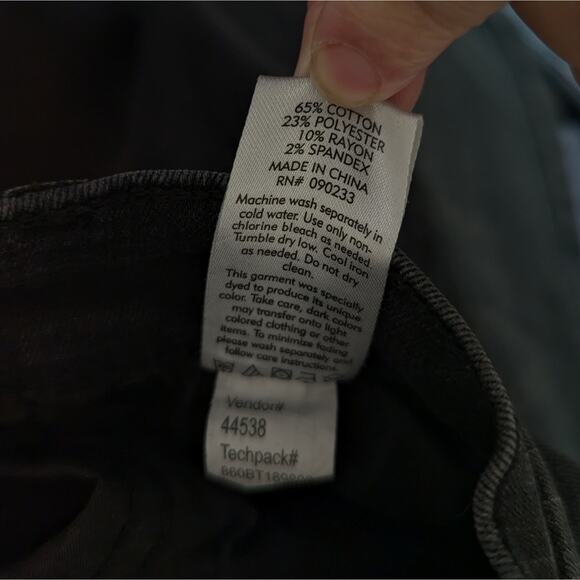 65% COTTON
23% POLYESTER
10% RAYON
2% SPANDEX
MADE IN CHINA
RN# 090233
Machine wash separately in
cold water. Use only non-
chlorine bleach as needed.
Tumble dry low. Cool iron
as needed. Do not dry
clean.
This garment was specially
dyed to produce its unique
color. Take care, dark colors
may transfer onto light
colored clothing or other
items. To minimize fading
please wash separately and
follow care instructions.
Vendor#
44538
Techpack#